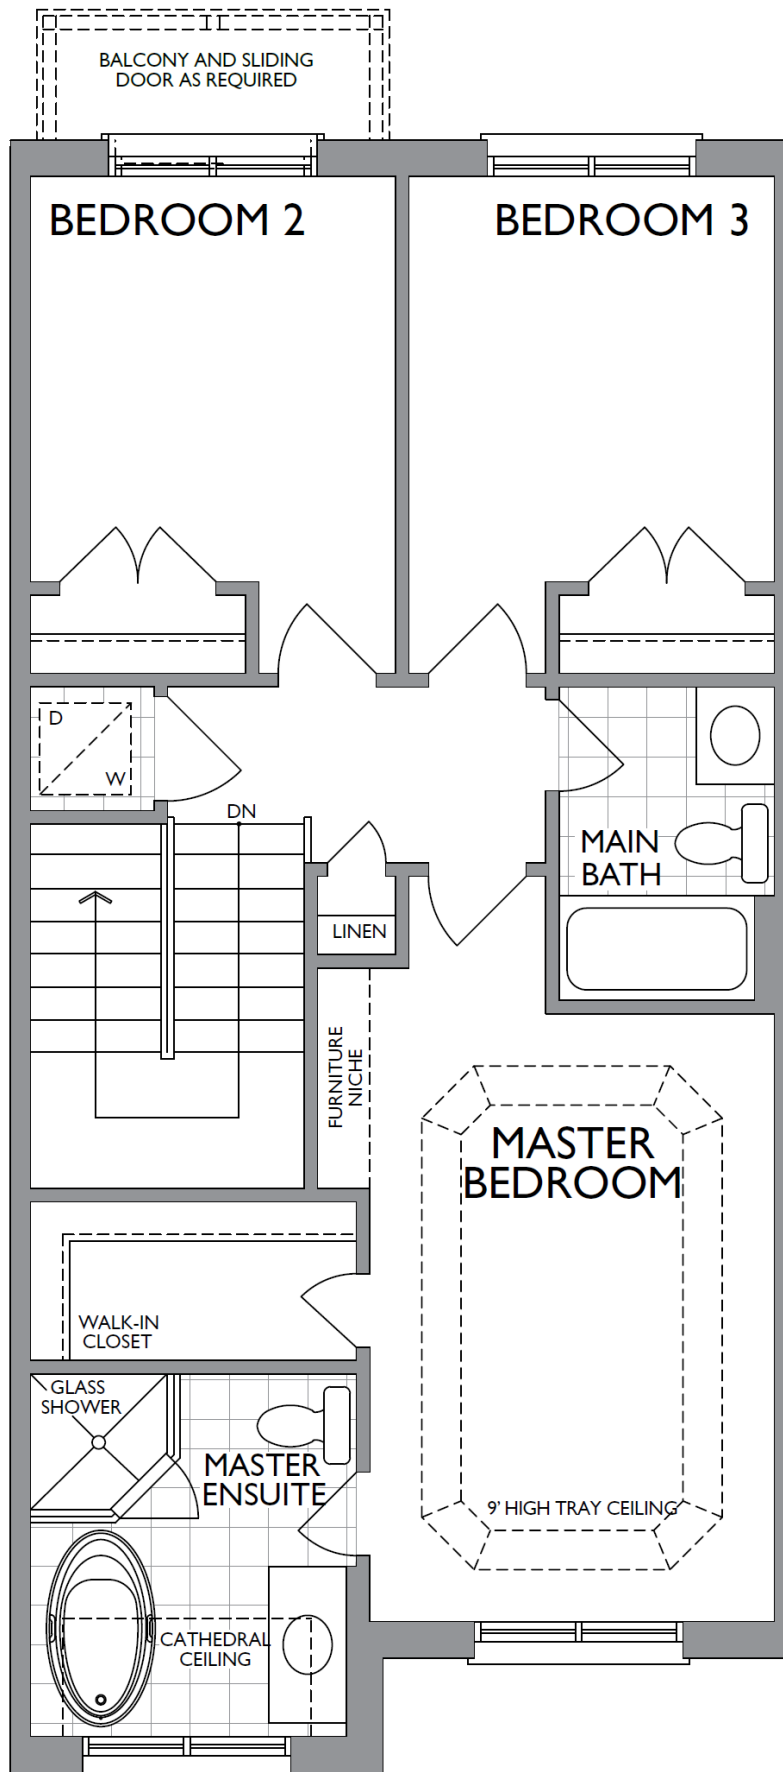 BALCONY AND SLIDING
DOOR AS REQUIRED
BEDROOM 2
BEDROOM 3
D
W
DN
MAIN
BATH
LINEN
FURNITURE
NICHE
MASTER
BEDROOM
WALK-IN
CLOSET
GLASS
SHOWER
MASTER
ENSUITE
9' HIGH TRAY CEILING
CATHEDRAL
CEILING